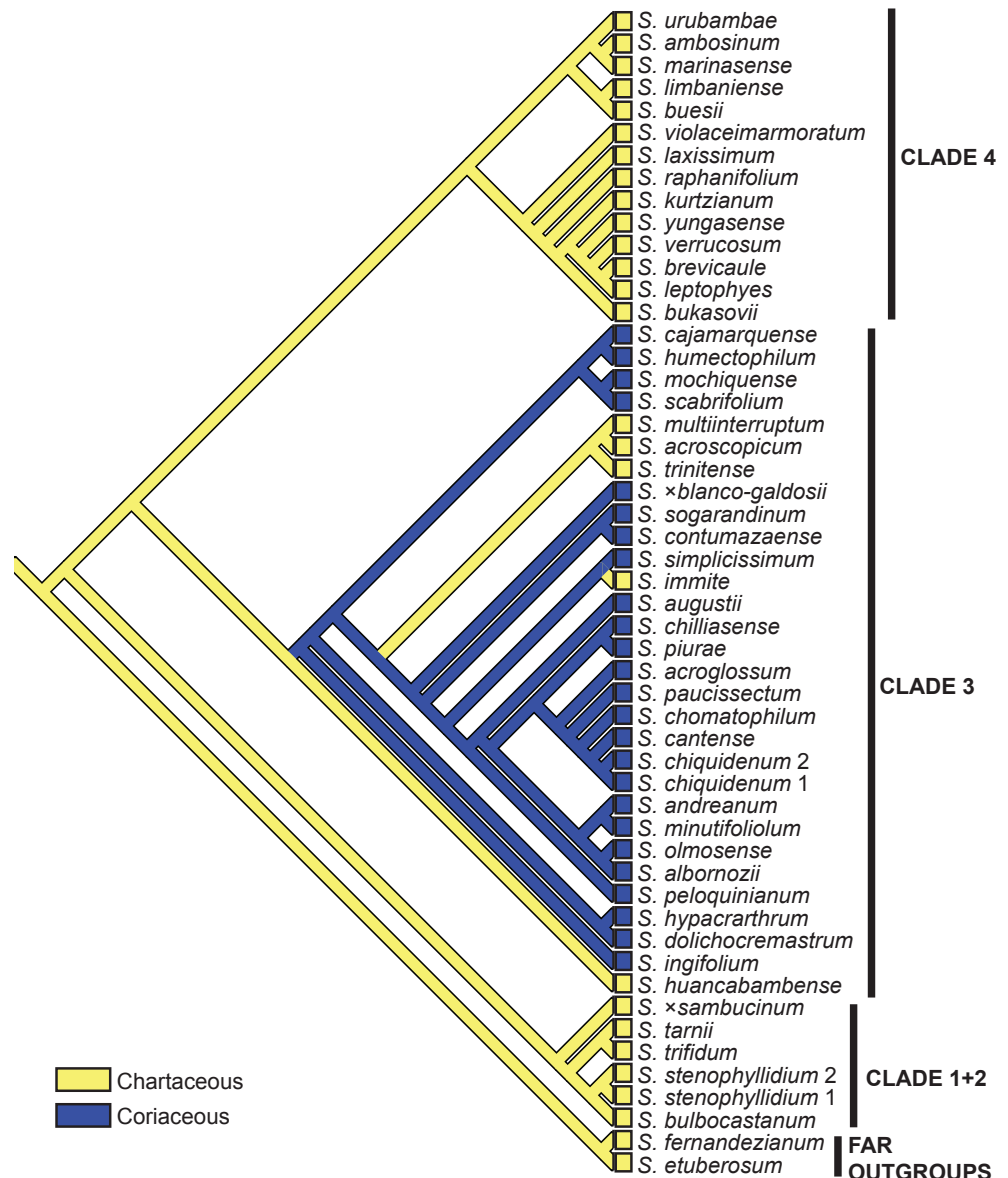 S. urubambae
S. ambosinum
S. marinasense
S. limbaniense
S. buesii
S. violaceimarmoratum
S. laxissimum
S. raphanifolium
S. kurtzianum
S. yungasense
S. verrucosum
S. brevicaule
S. leptophyes
S. bukasovii
CLADE 4
S. cajamarquense
S. humectophilum
S. mochiquense
S. scabrifolium
S. multiinterruptum
S. acroscopicum
S. trinitense
S. ×blanco-galdosii
S. sogarandinum
S. contumazaense
S. simplicissimum
S. immite
S. augustii
S. chilliasense
S. piurae
S. acroglossum
S. paucissectum
S. chomatophilum
S. cantense
S. chiquidenum 2
S. chiquidenum 1
S. andreanum
S. minutifoliolum
S. olmosense
S. albornozii
S. peloquinianum
S. hypacrarthrum
S. dolichocremastrum
S. ingifolium
S. huancabambense
CLADE 3
S. ×sambucinum
S. tarnii
S. trifidum
S. stenophyllidium 2
S. stenophyllidium 1
S. bulbocastanum
CLADE 1+2
S. fernandezianum
S. etuberosum
FAR
OUTGROUPS
Chartaceous
Coriaceous